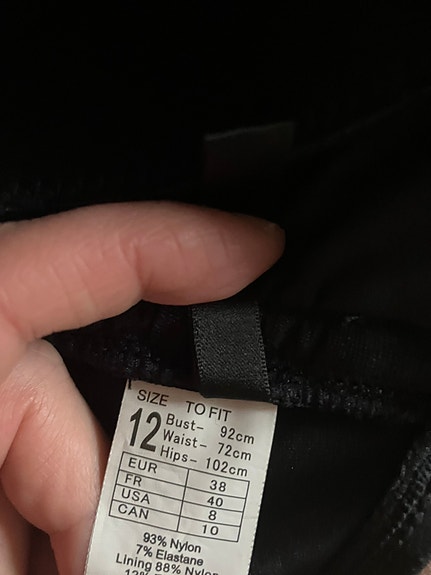 SIZE TO FIT
12 Bust- 92cm
Waist- 72cm
Hips- 102cm
EUR 38
FR 40
USA 8
CAN 10
93% Nylon
7% Elastane
Lining 88% Nylon
12%